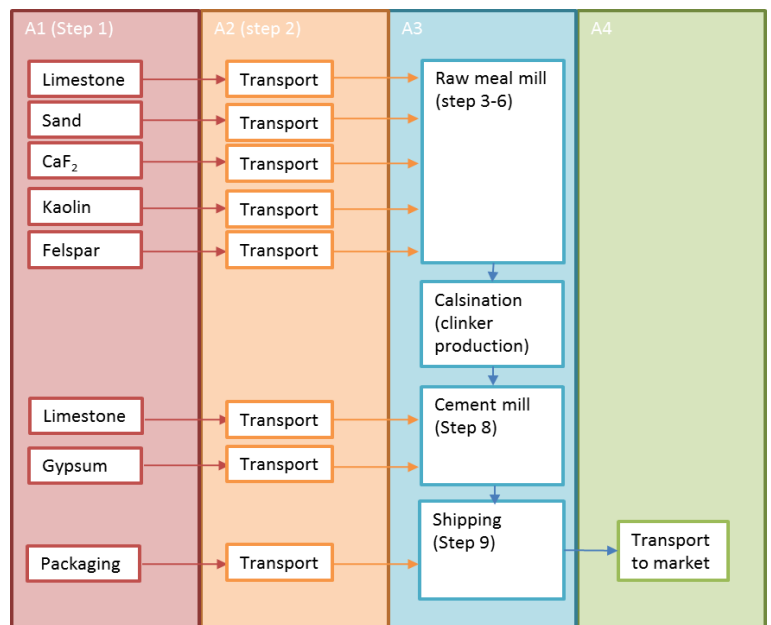 A1 (Step 1)
A2 (step 2)
A3
A4
Limestone
Transport
Raw meal mill
(step 3-6)
Sand
Transport
CaF₂
Transport
Kaolin
Transport
Felspar
Transport
Calsination
(clinker
production)
Limestone
Transport
Cement mill
(Step 8)
Gypsum
Transport
Shipping
(Step 9)
Packaging
Transport
Transport
to market